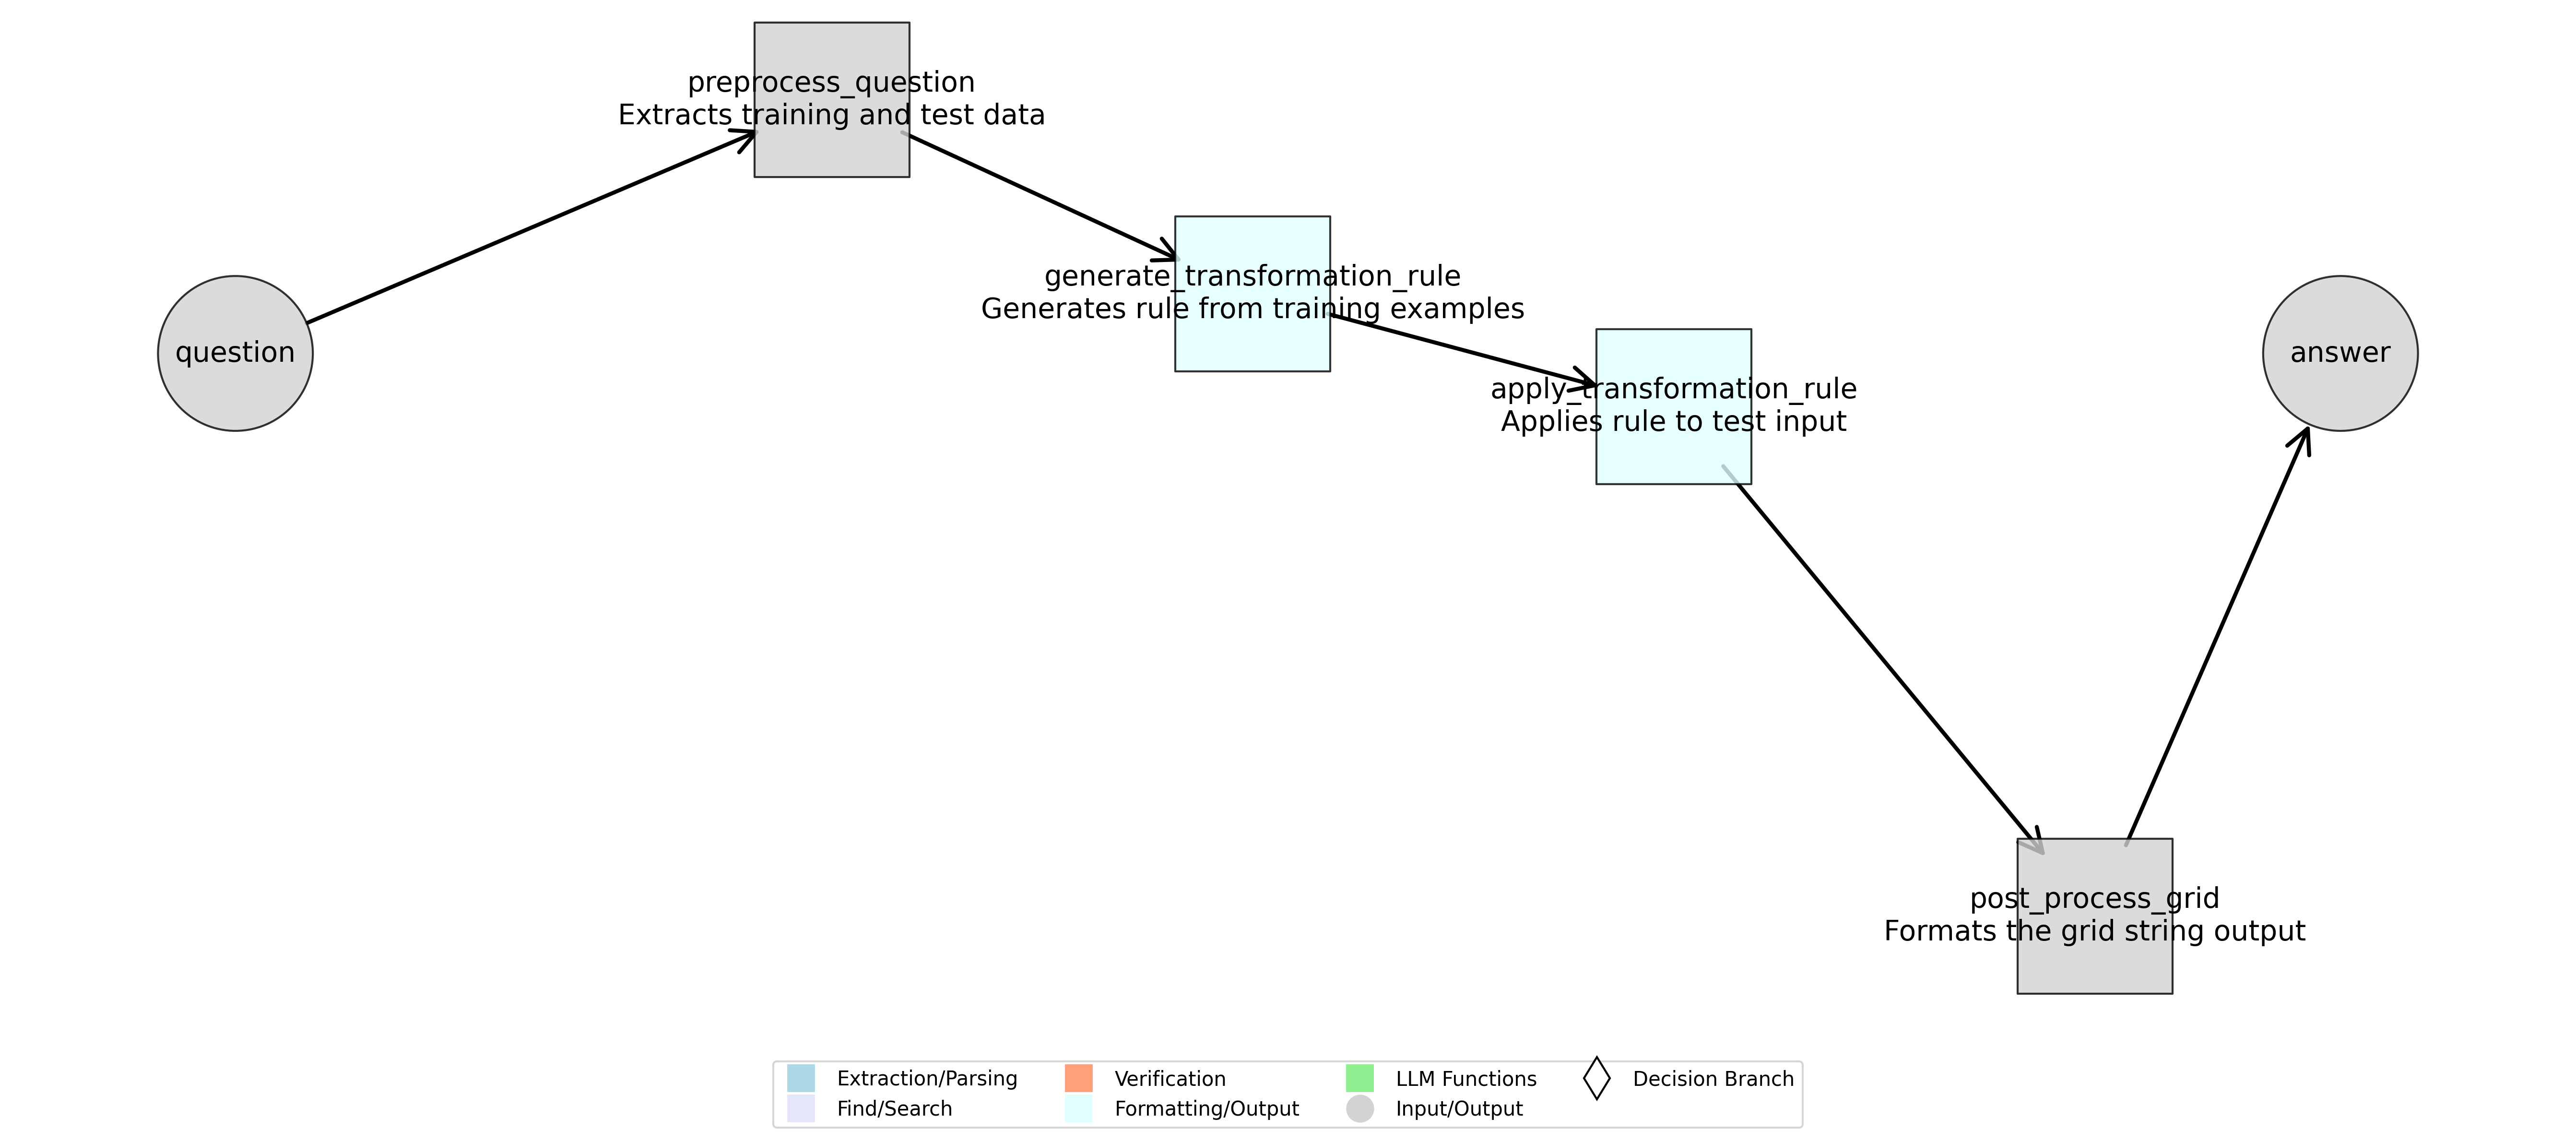 preprocess_question
Extracts training and test data
generate_transformation_rule
Generates rule from training examples
question
answer
apply_transformation_rule
Applies rule to test input
post_process_grid
Formats the grid string output
Extraction/Parsing
Find/Search
Verification
Formatting/Output
LLM Functions
Input/Output
Decision Branch